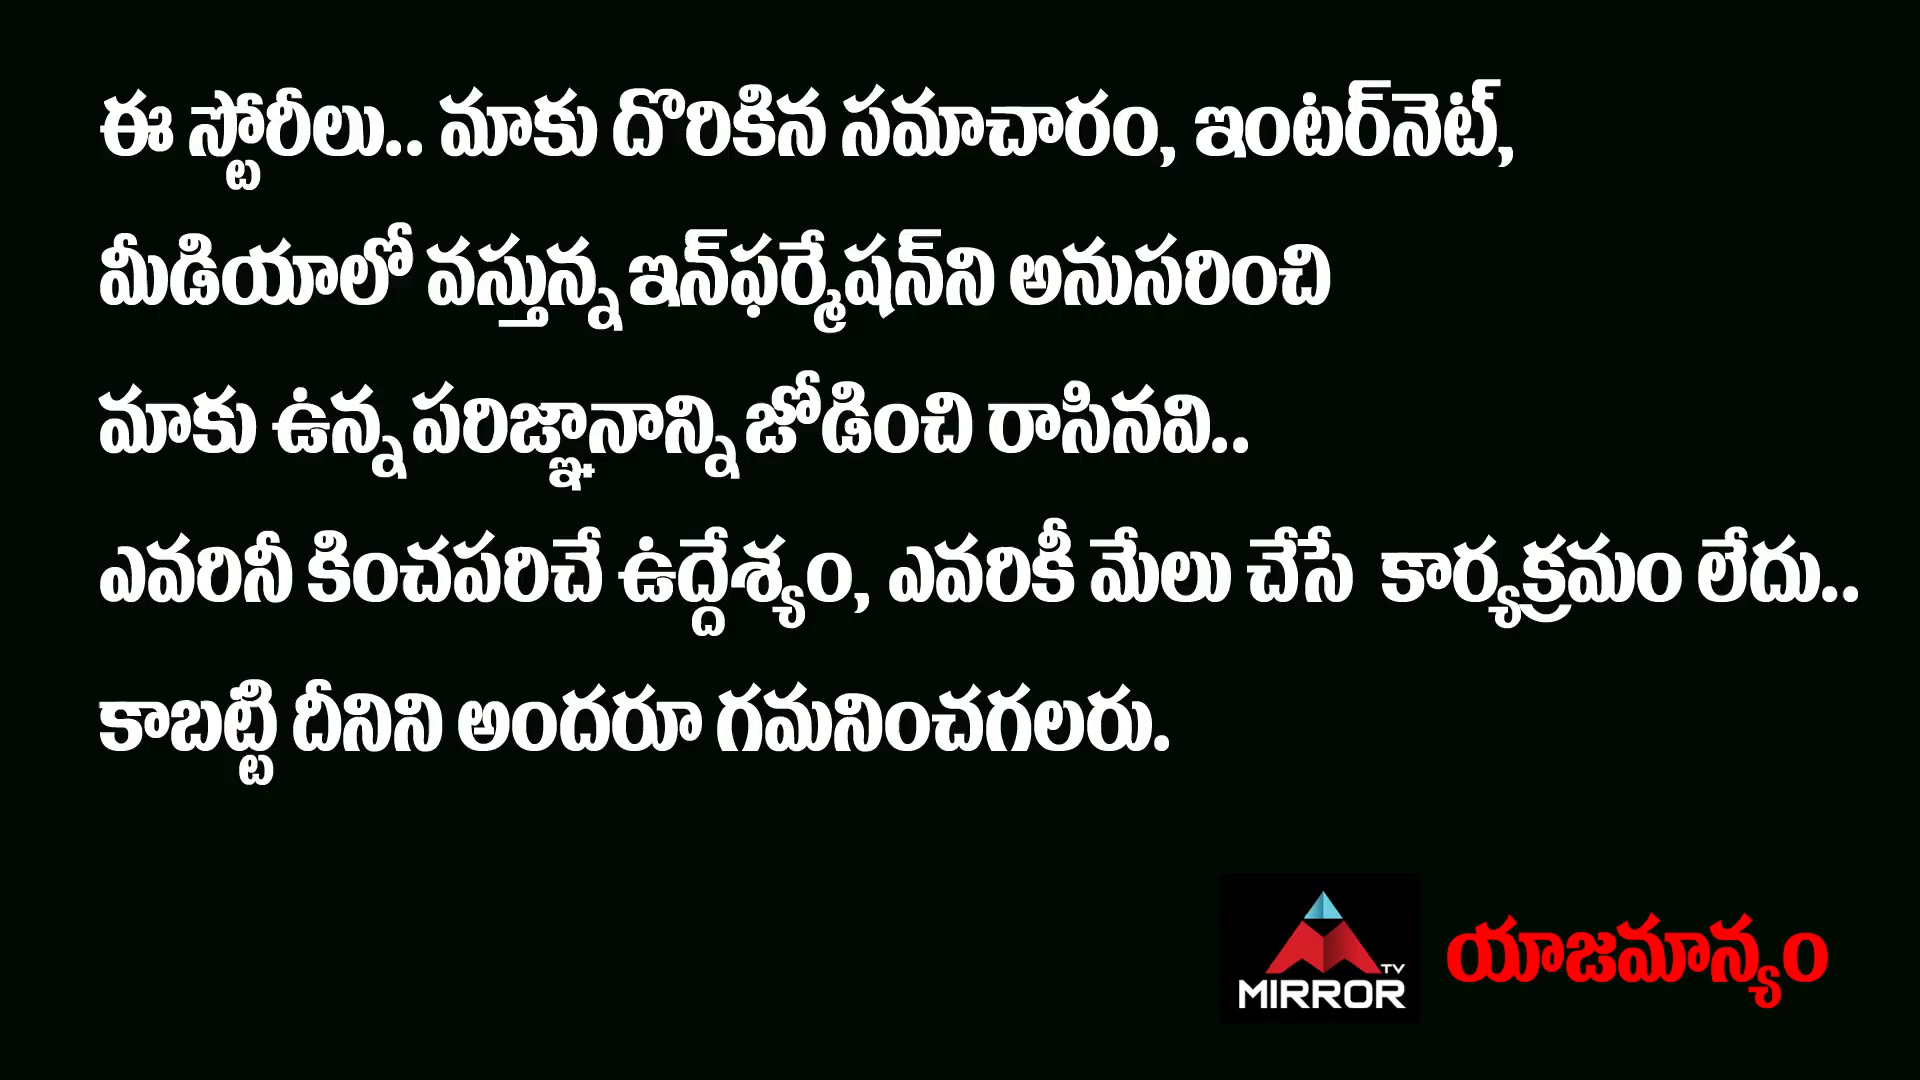 ఈ స్టోరీలు.. మాకు దొరికిన సమాచారం, ఇంటర్‌నెట్,
మీడియాలో వస్తున్న ఇన్‌ఫర్మేషన్‌ని అనుసరించి
మాకు ఉన్న పరిజ్ఞానాన్ని జోడించి రాసినవి..
ఎవరినీ కించపరిచే ఉద్దేశ్యం, ఎవరికీ మేలు చేసే కార్యక్రమం లేదు..
కాబట్టి దీనిని అందరూ గమనించగలరు.
TV
MIRROR
యాజమాన్యం